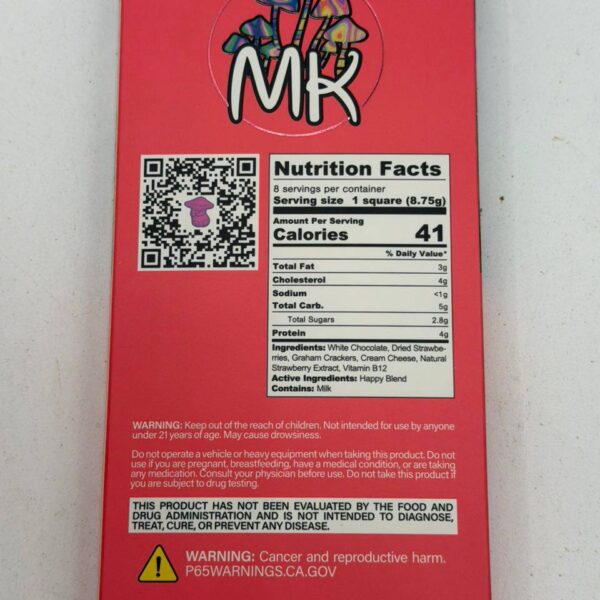 MK
Nutrition Facts
8 servings per container
Serving size 1 square (8.75g)
Amount Per Serving
Calories 41
% Daily Value*
Total Fat 3g
Cholesterol 4g
Sodium <1g
Total Carb. 5g
Total Sugars 2.8g
Protein 4g
Ingredients: White Chocolate, Dried Strawbe-
rries, Graham Crackers, Cream Cheese, Natural
Strawberry Extract, Vitamin B12
Active Ingredients: Happy Blend
Contains: Milk
WARNING: Keep out of the reach of children. Not intended for use by anyone
under 21 years of age. May cause drowsiness.
Do not operate a vehicle or heavy equipment when taking this product. Do not
use if you are pregnant, breastfeeding, have a medical condition, or are taking
any medication. Consult your physician before use. Do not take this product if
you are subject to drug testing.
THIS PRODUCT HAS NOT BEEN EVALUATED BY THE FOOD AND
DRUG ADMINISTRATION AND IS NOT INTENDED TO DIAGNOSE,
TREAT, CURE, OR PREVENT ANY DISEASE.
WARNING: Cancer and reproductive harm.
P65WARNINGS.CA.GOV